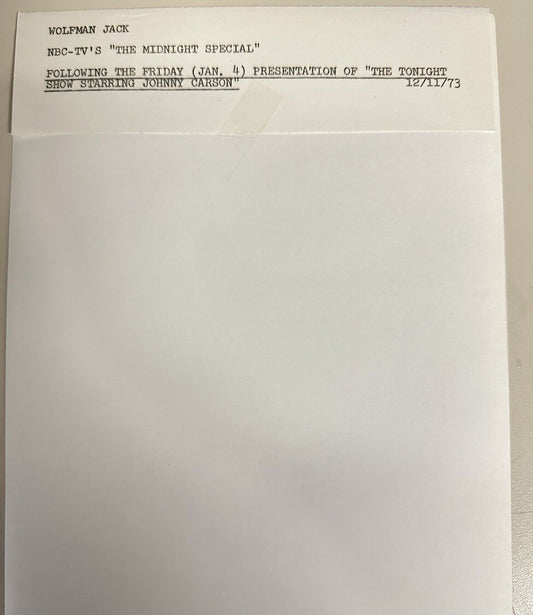 WOLFMAN JACK
NBC-TV'S "THE MIDNIGHT SPECIAL"
FOLLOWING THE FRIDAY (JAN. 4) PRESENTATION OF "THE TONIGHT
SHOW STARRING JOHNNY CARSON" 12/11/73